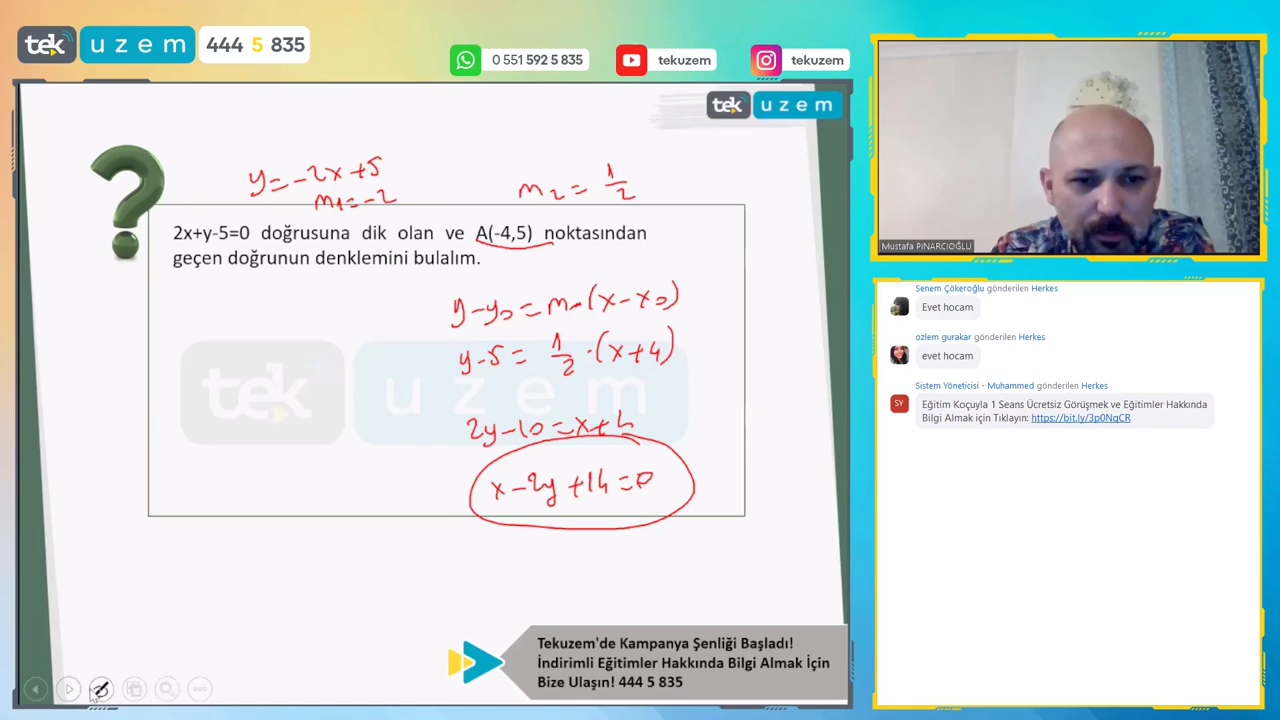 tek uzem 444 5 835
0 551 592 5 835
tekuzem
tekuzem
tek uzem
y=-2x+5
m1=-2
m2=1/2
2x+y-5=0 doğrusuna dik olan ve A(-4,5) noktasından
geçen doğrunun denklemini bulalım.
y-y0=m·(x-x0)
y-5=1/2·(x+4)
tek uzem
2y-10=x+4
x-2y+14=0
Tekuzem'de Kampanya Şenliği Başladı!
İndirimli Eğitimler Hakkında Bilgi Almak İçin
Bize Ulaşın! 444 5 835
Mustafa PINARCIOĞLU
Senem Çökeroğlu gönderilen Herkes
Evet hocam
ozlem gurakar gönderilen Herkes
evet hocam
Sistem Yöneticisi - Muhammed gönderilen Herkes
SY
Eğitim Koçuyla 1 Seans Ücretsiz Görüşmek ve Eğitimler Hakkında
Bilgi Almak için Tıklayın: https://bit.ly/3p0NqCR